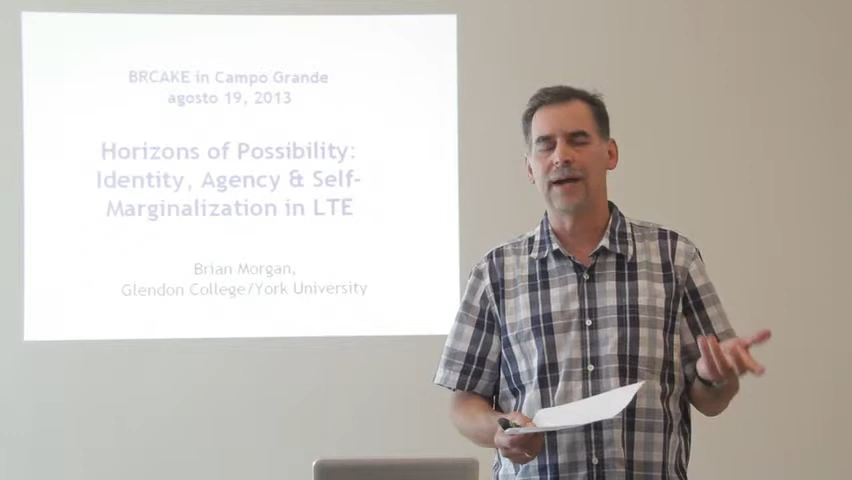 BRCAKE in Campo Grande
agosto 19, 2013
Horizons of Possibility:
Identity, Agency & Self-
Marginalization in LTE
Brian Morgan,
Glendon College/York University